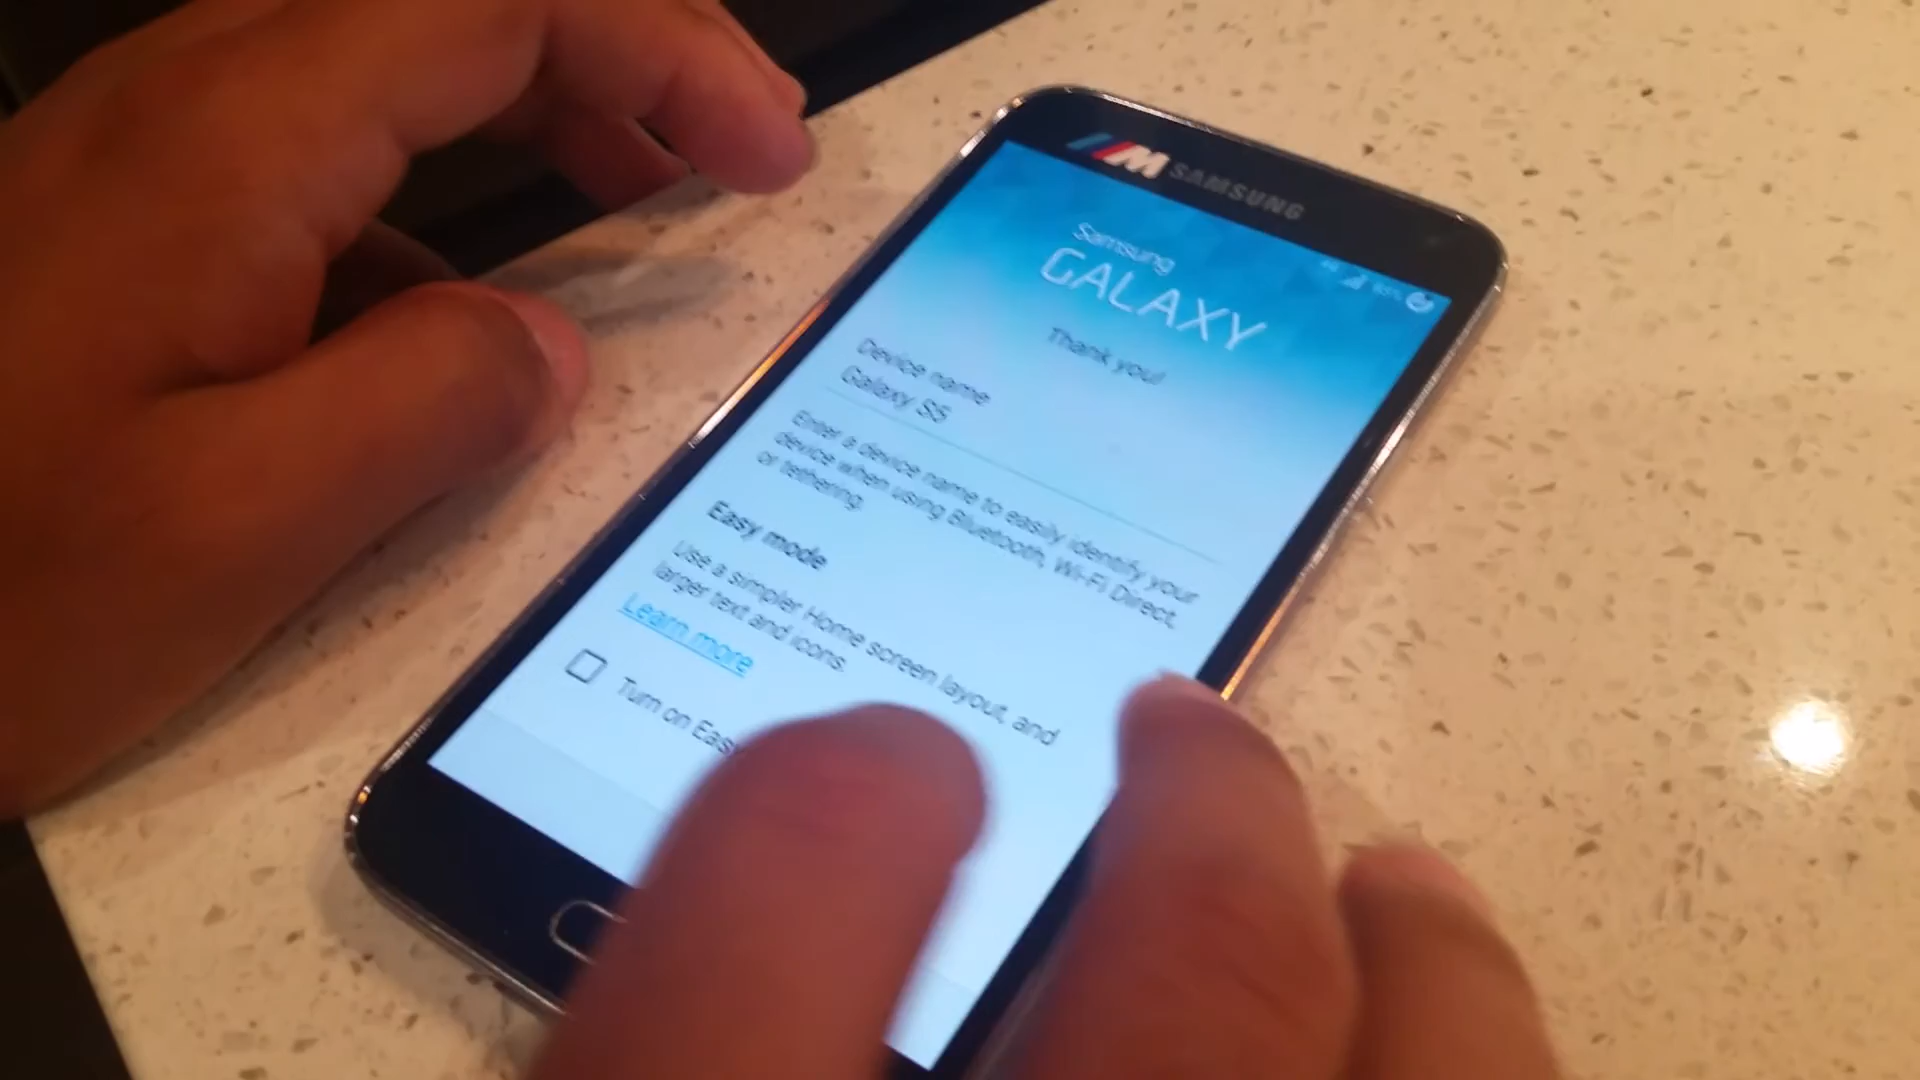 M SAMSUNG
Samsung
GALAXY
Thank you!
Device name
Galaxy S5
Enter a device name to easily identify your
device when using Bluetooth, Wi-Fi Direct,
or tethering.
Easy mode
Use a simpler Home screen layout, and
larger text and icons.
Learn more
Turn on Eas